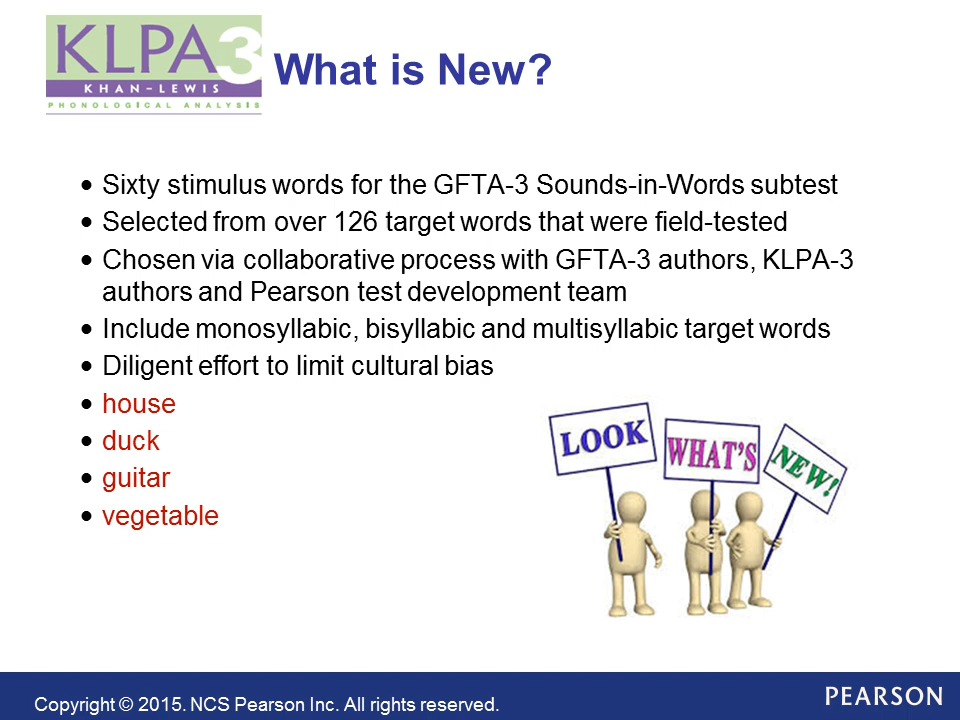 KLPA3
KHAN-LEWIS
PHONOLOGICAL ANALYSIS
What is New?
• Sixty stimulus words for the GFTA-3 Sounds-in-Words subtest
• Selected from over 126 target words that were field-tested
• Chosen via collaborative process with GFTA-3 authors, KLPA-3
authors and Pearson test development team
• Include monosyllabic, bisyllabic and multisyllabic target words
• Diligent effort to limit cultural bias
• house
• duck
• guitar
• vegetable
LOOK
WHAT'S
NEW!
Copyright © 2015. NCS Pearson Inc. All rights reserved.
PEARSON